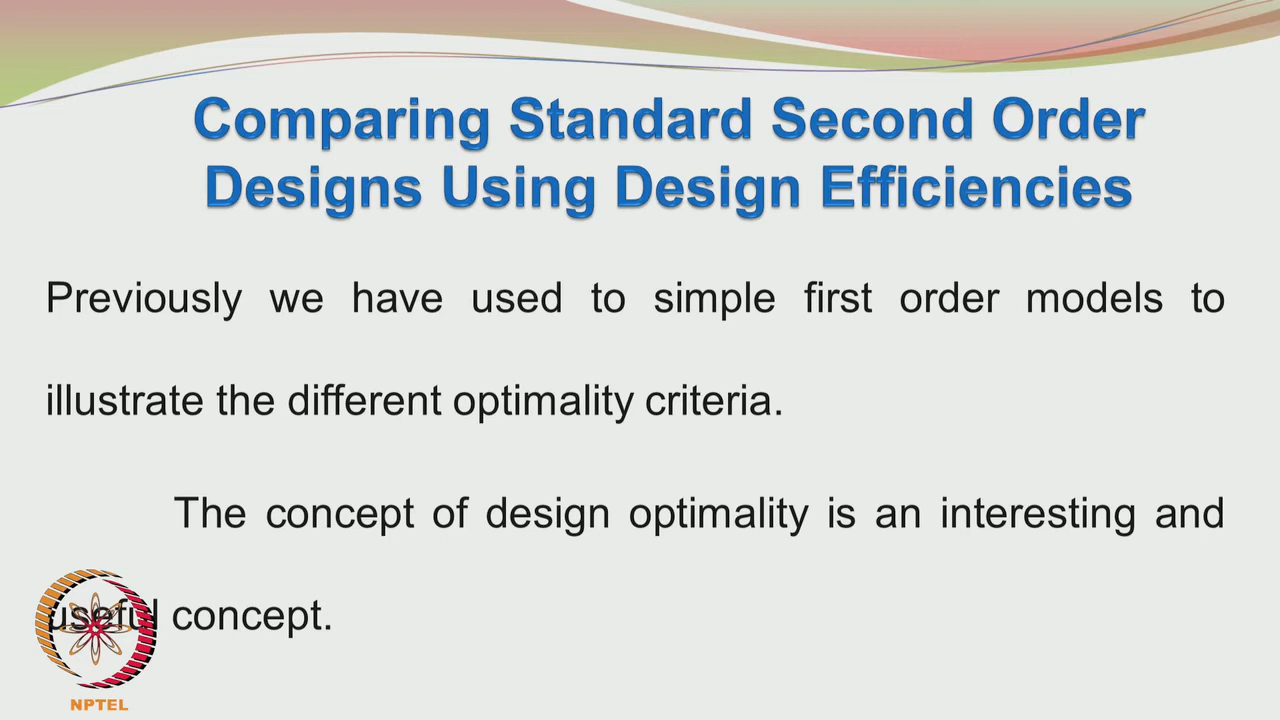 Comparing Standard Second Order
Designs Using Design Efficiencies
Previously we have used to simple first order models to
illustrate the different optimality criteria.
The concept of design optimality is an interesting and
useful concept.
NPTEL